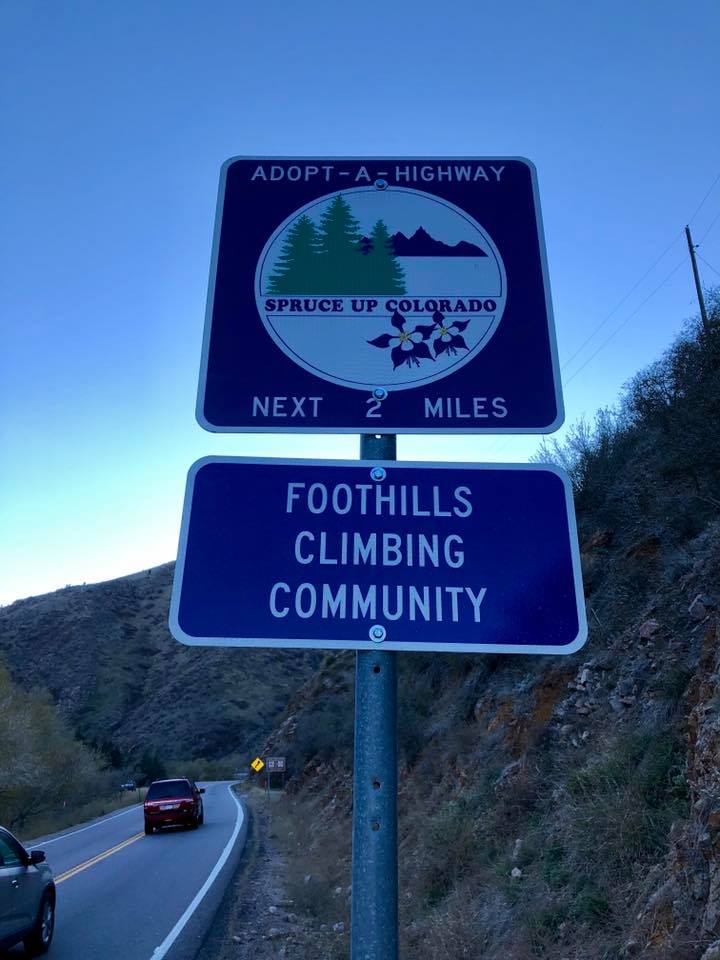 ADOPT-A-HIGHWAY
SPRUCE UP COLORADO
NEXT 2 MILES
FOOTHILLS
CLIMBING
COMMUNITY